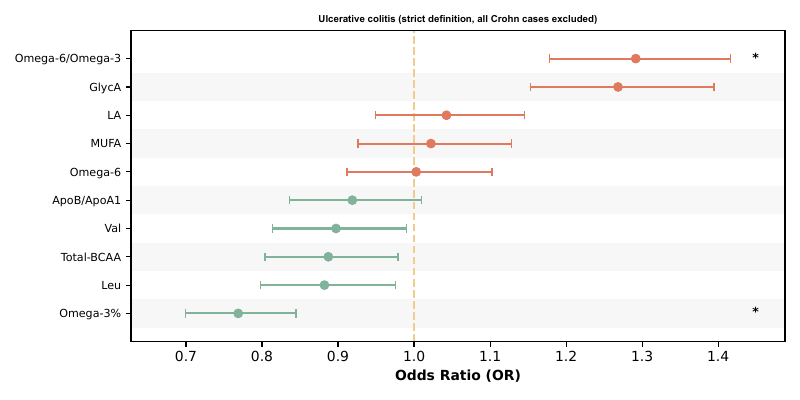 Ulcerative colitis (strict definition, all Crohn cases excluded)
Omega-6/Omega-3
*
GlycA
LA
MUFA
Omega-6
ApoB/ApoA1
Val
Total-BCAA
Leu
Omega-3%
*
0.7 0.8 0.9 1.0 1.1 1.2 1.3 1.4
Odds Ratio (OR)